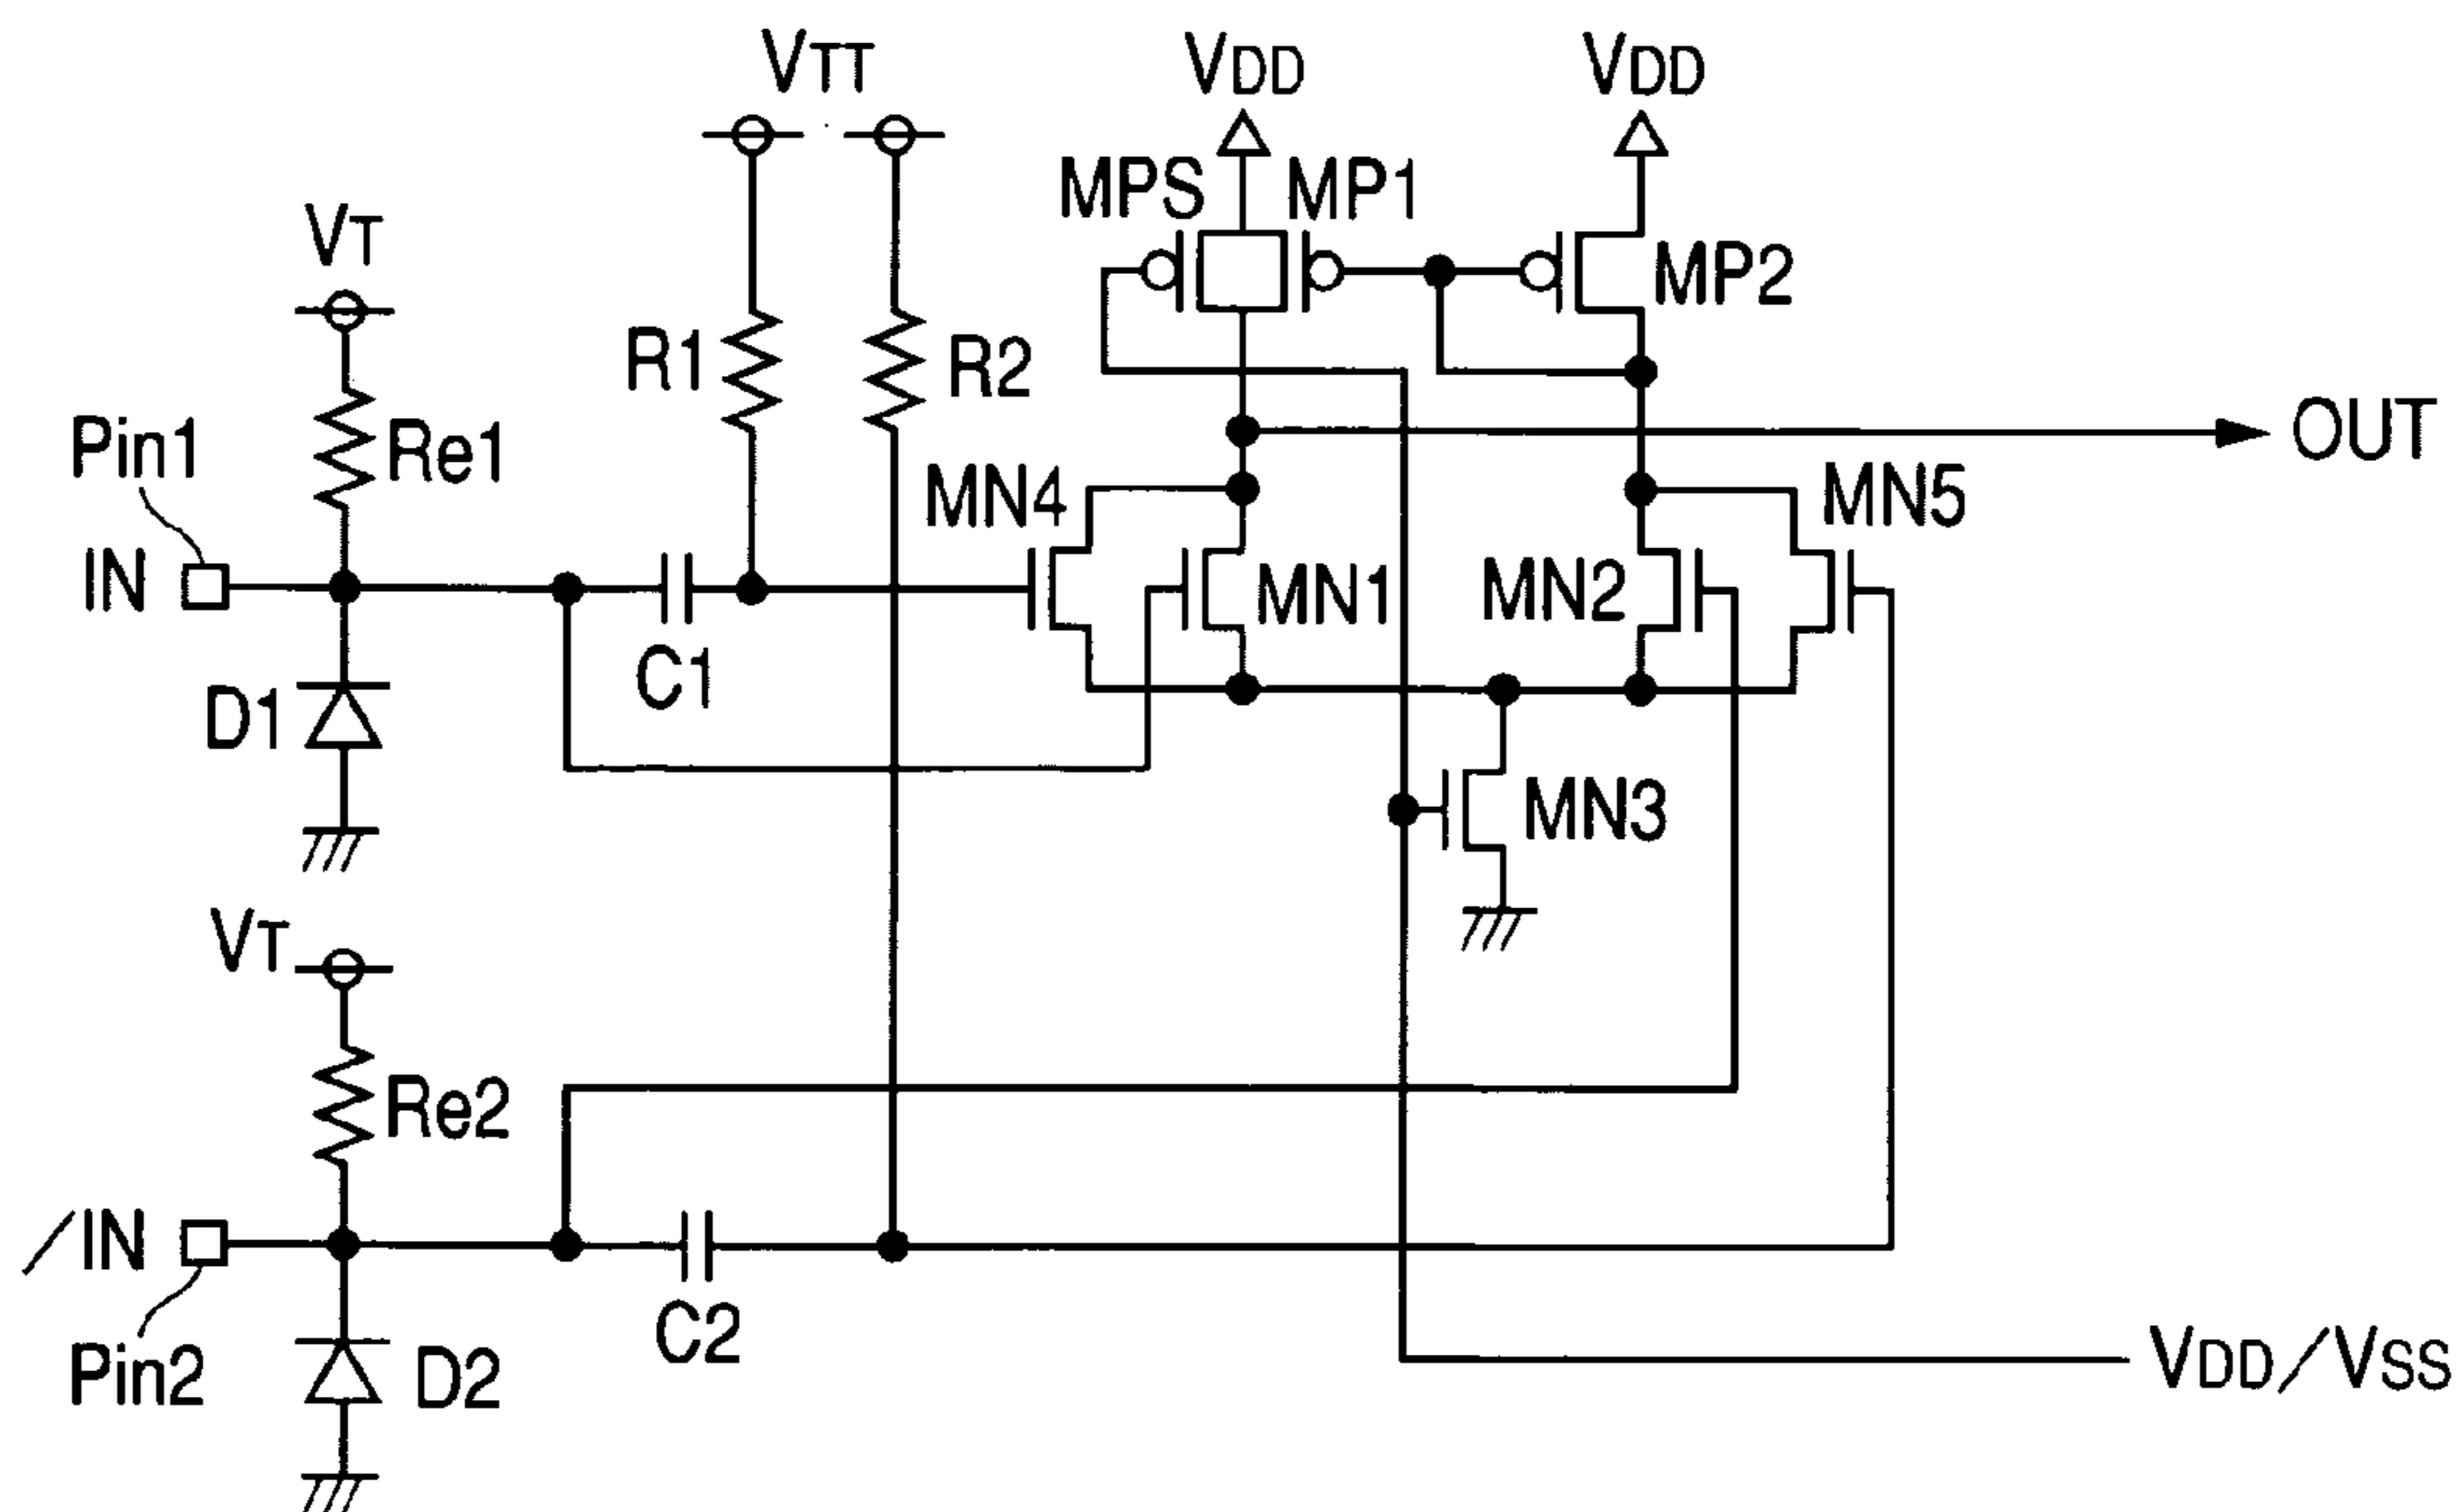 VTT
VDD
VDD
MPS
MP1
VT
MP2
R1
R2
Pin1
Re1
OUT
MN4
MN5
IN
MN1
MN2
C1
D1
MN3
VT
Re2
/IN
C2
Pin2
D2
VDD/VSS